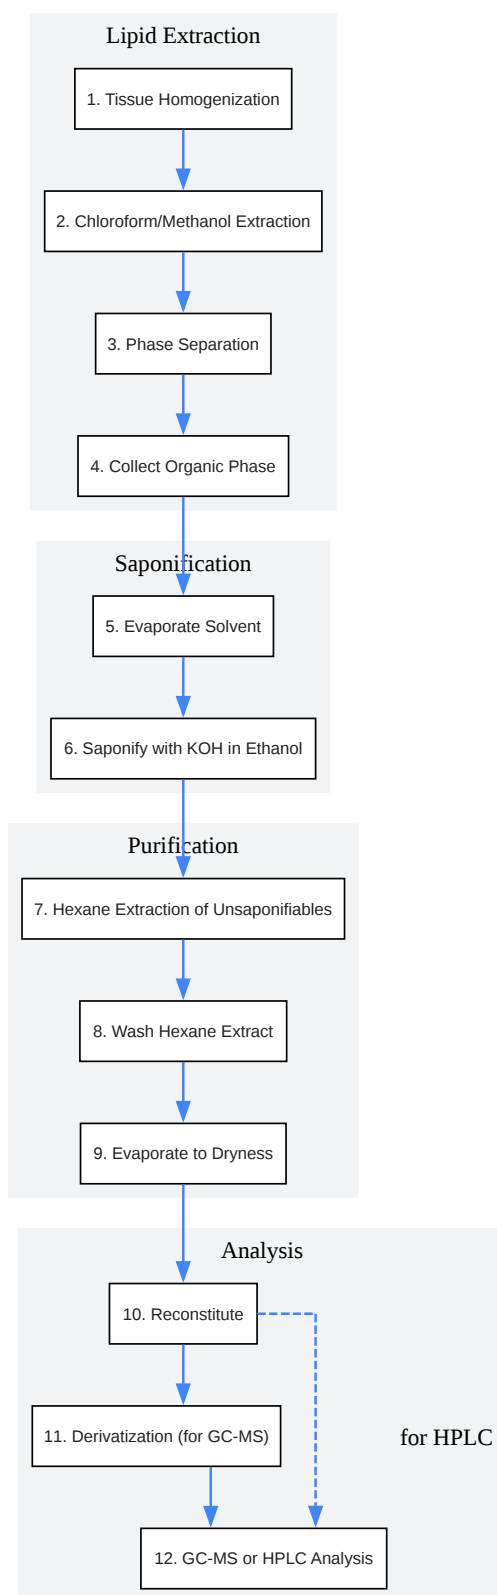 Lipid Extraction
1. Tissue Homogenization
2. Chloroform/Methanol Extraction
3. Phase Separation
4. Collect Organic Phase
Saponification
5. Evaporate Solvent
6. Saponify with KOH in Ethanol
Purification
7. Hexane Extraction of Unsaponifiables
8. Wash Hexane Extract
9. Evaporate to Dryness
Analysis
10. Reconstitute
11. Derivatization (for GC-MS)
for HPLC
12. GC-MS or HPLC Analysis